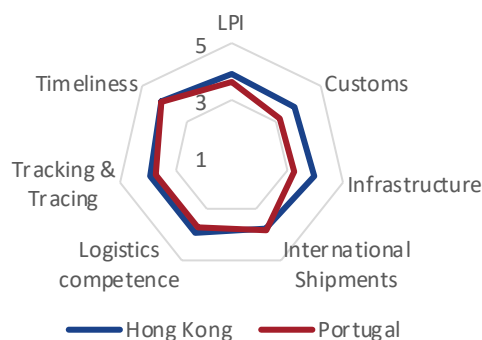 LPI
5
Timeliness
Customs
3
1
Tracking &
Tracing
Infrastructure
Logistics
competence
International
Shipments
Hong Kong
Portugal